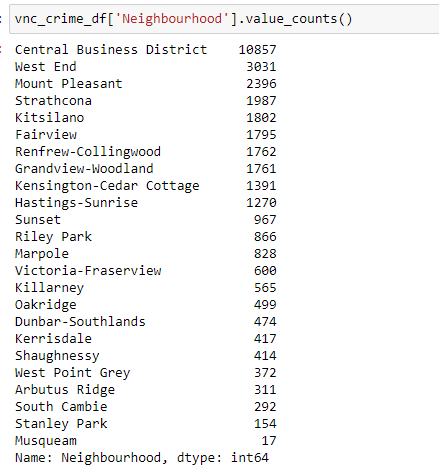 vnc_crime_df['Neighbourhood'].value_counts()
Central Business District    10857
West End                      3031
Mount Pleasant                2396
Strathcona                    1987
Kitsilano                     1802
Fairview                      1795
Renfrew-Collingwood           1762
Grandview-Woodland            1761
Kensington-Cedar Cottage      1391
Hastings-Sunrise              1270
Sunset                         967
Riley Park                     866
Marpole                        828
Victoria-Fraserview            600
Killarney                      565
Oakridge                       499
Dunbar-Southlands              474
Kerrisdale                     417
Shaughnessy                    414
West Point Grey                372
Arbutus Ridge                  311
South Cambie                   292
Stanley Park                   154
Musqueam                        17
Name: Neighbourhood, dtype: int64